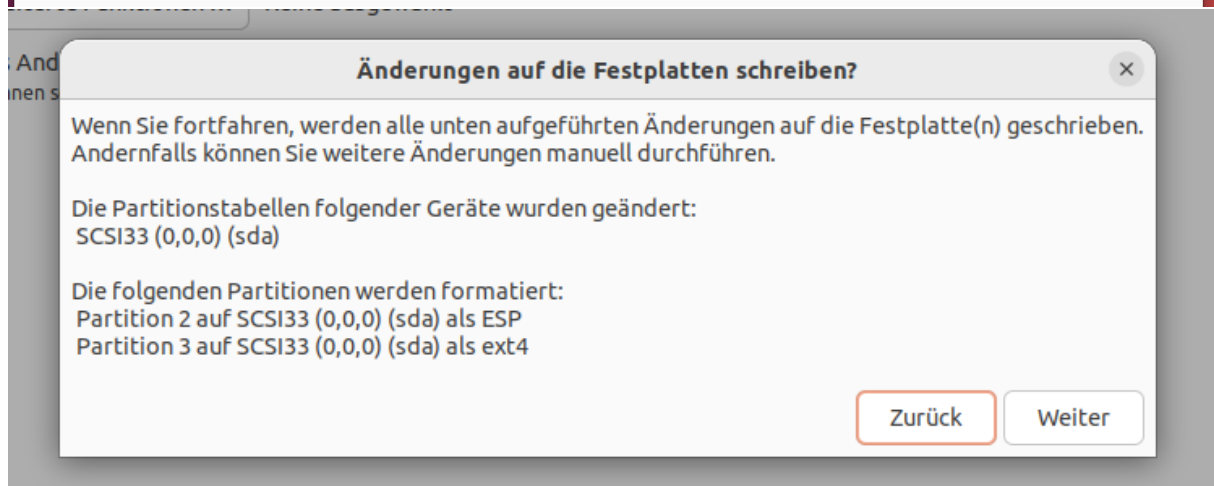 And
Änderungen auf die Festplatten schreiben?
Wenn Sie fortfahren, werden alle unten aufgeführten Änderungen auf die Festplatte(n) geschrieben.
Andernfalls können Sie weitere Änderungen manuell durchführen.
Die Partitionstabellen folgender Geräte wurden geändert:
SCSI33 (0,0,0) (sda)
Die folgenden Partitionen werden formatiert:
Partition 2 auf SCSI33 (0,0,0) (sda) als ESP
Partition 3 auf SCSI33 (0,0,0) (sda) als ext4
Zurück
Weiter